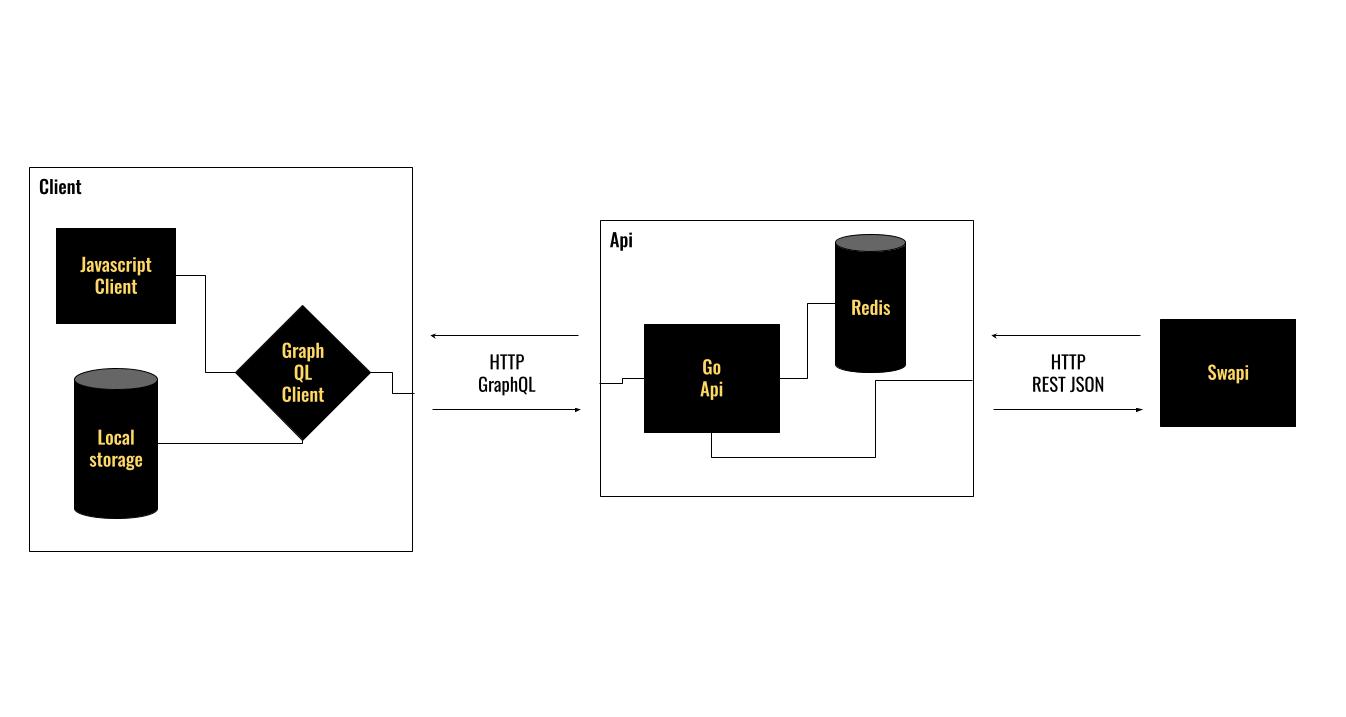 Client
Javascript
Client
Graph
QL
Client
Local
storage
HTTP
GraphQL
Api
Go
Api
Redis
HTTP
REST JSON
Swapi